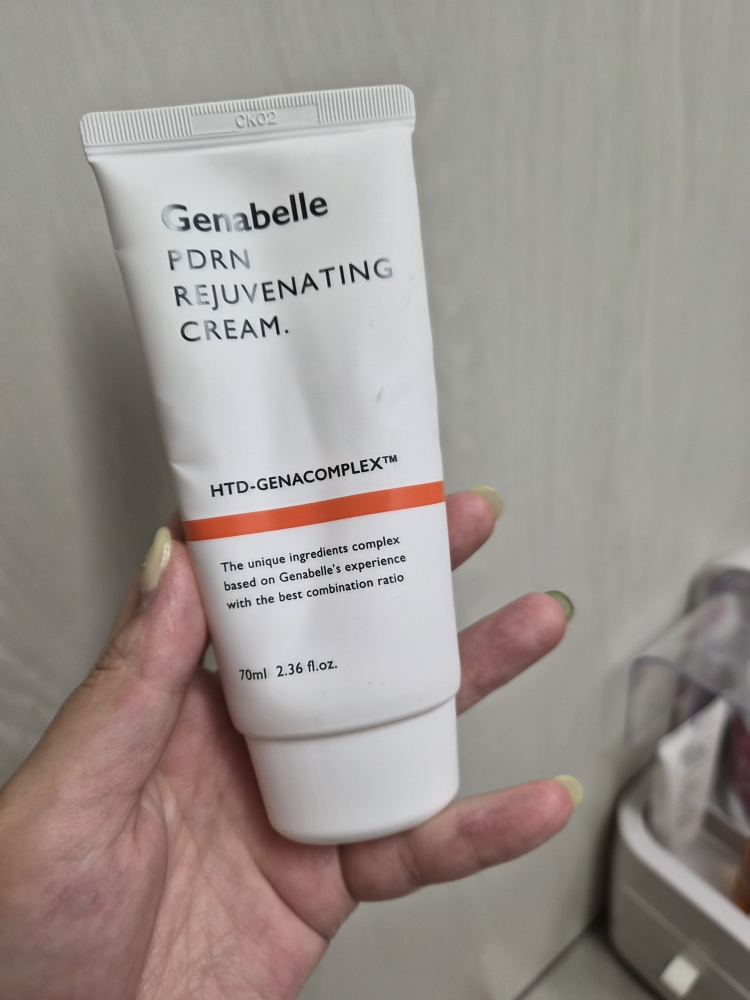 CK02
Genabelle
PDRN
REJUVENATING
CREAM.
HTD-GENACOMPLEX™
The unique ingredients complex
based on Genabelle's experience
with the best combination ratio
70ml 2.36 fl.oz.